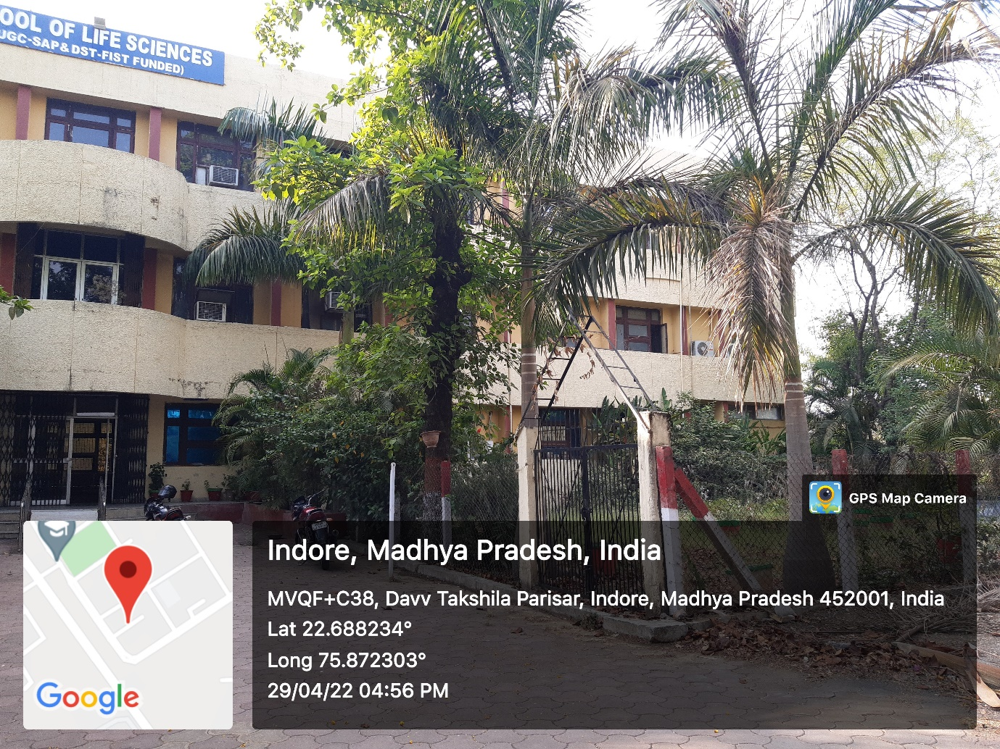 OOL OF LIFE SCIENCES
UGC-SAP & DST-FIST FUNDED)
GPS Map Camera
Indore, Madhya Pradesh, India
MVQF+C38, Davv Takshila Parisar, Indore, Madhya Pradesh 452001, India
Lat 22.688234°
Long 75.872303°
29/04/22 04:56 PM
Google